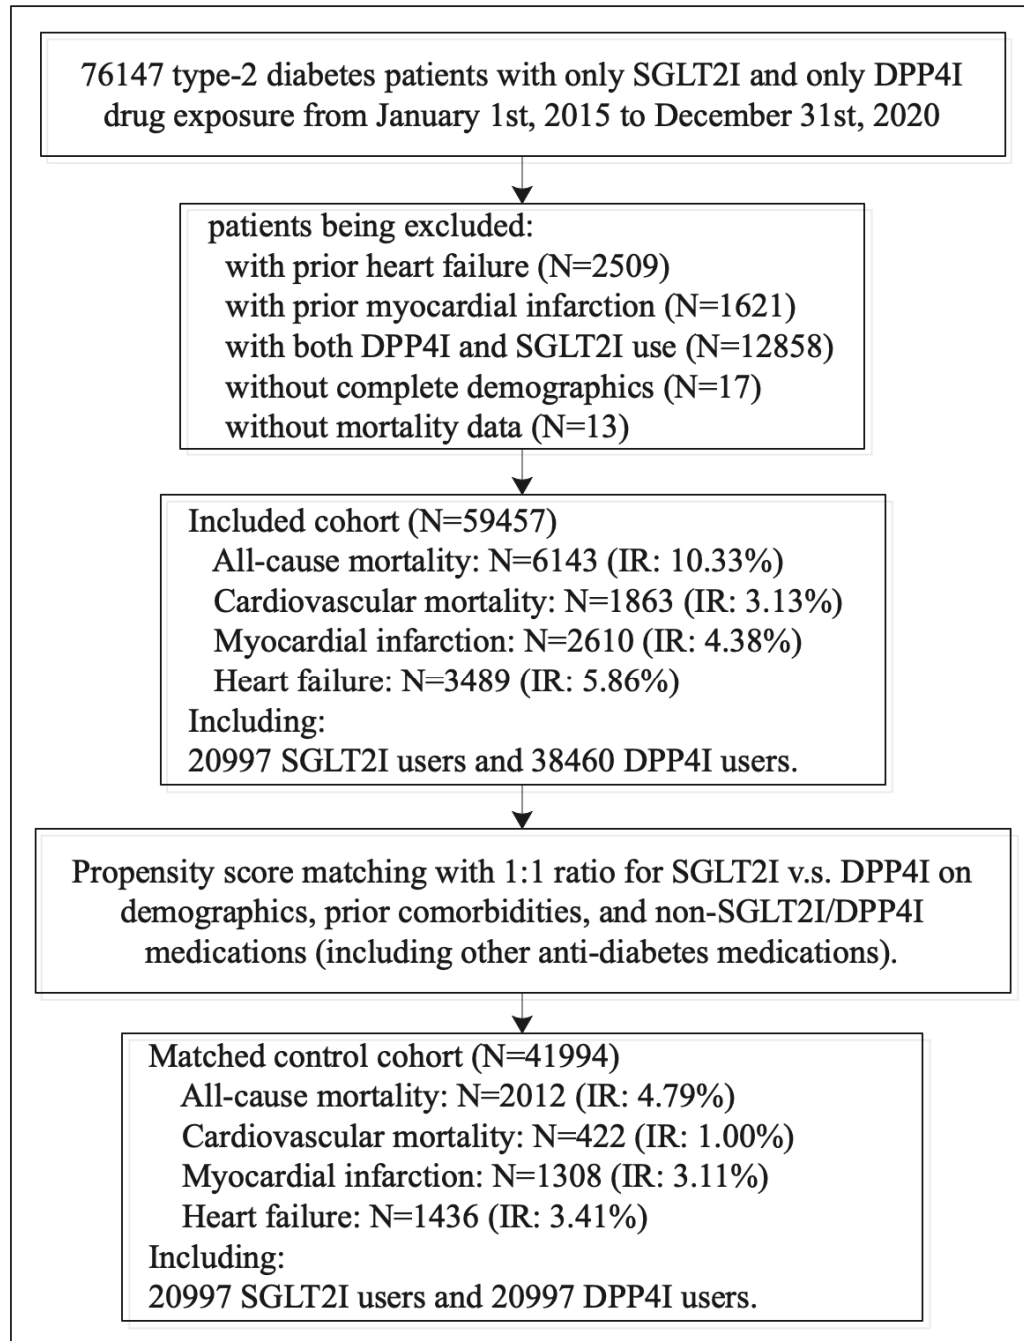 76147 type-2 diabetes patients with only SGLT2I and only DPP4I
drug exposure from January 1st, 2015 to December 31st, 2020
patients being excluded:
with prior heart failure (N=2509)
with prior myocardial infarction (N=1621)
with both DPP4I and SGLT2I use (N=12858)
without complete demographics (N=17)
without mortality data (N=13)
Included cohort (N=59457)
All-cause mortality: N=6143 (IR: 10.33%)
Cardiovascular mortality: N=1863 (IR: 3.13%)
Myocardial infarction: N=2610 (IR: 4.38%)
Heart failure: N=3489 (IR: 5.86%)
Including:
20997 SGLT2I users and 38460 DPP4I users.
Propensity score matching with 1:1 ratio for SGLT2I v.s. DPP4I on
demographics, prior comorbidities, and non-SGLT2I/DPP4I
medications (including other anti-diabetes medications).
Matched control cohort (N=41994)
All-cause mortality: N=2012 (IR: 4.79%)
Cardiovascular mortality: N=422 (IR: 1.00%)
Myocardial infarction: N=1308 (IR: 3.11%)
Heart failure: N=1436 (IR: 3.41%)
Including:
20997 SGLT2I users and 20997 DPP4I users.